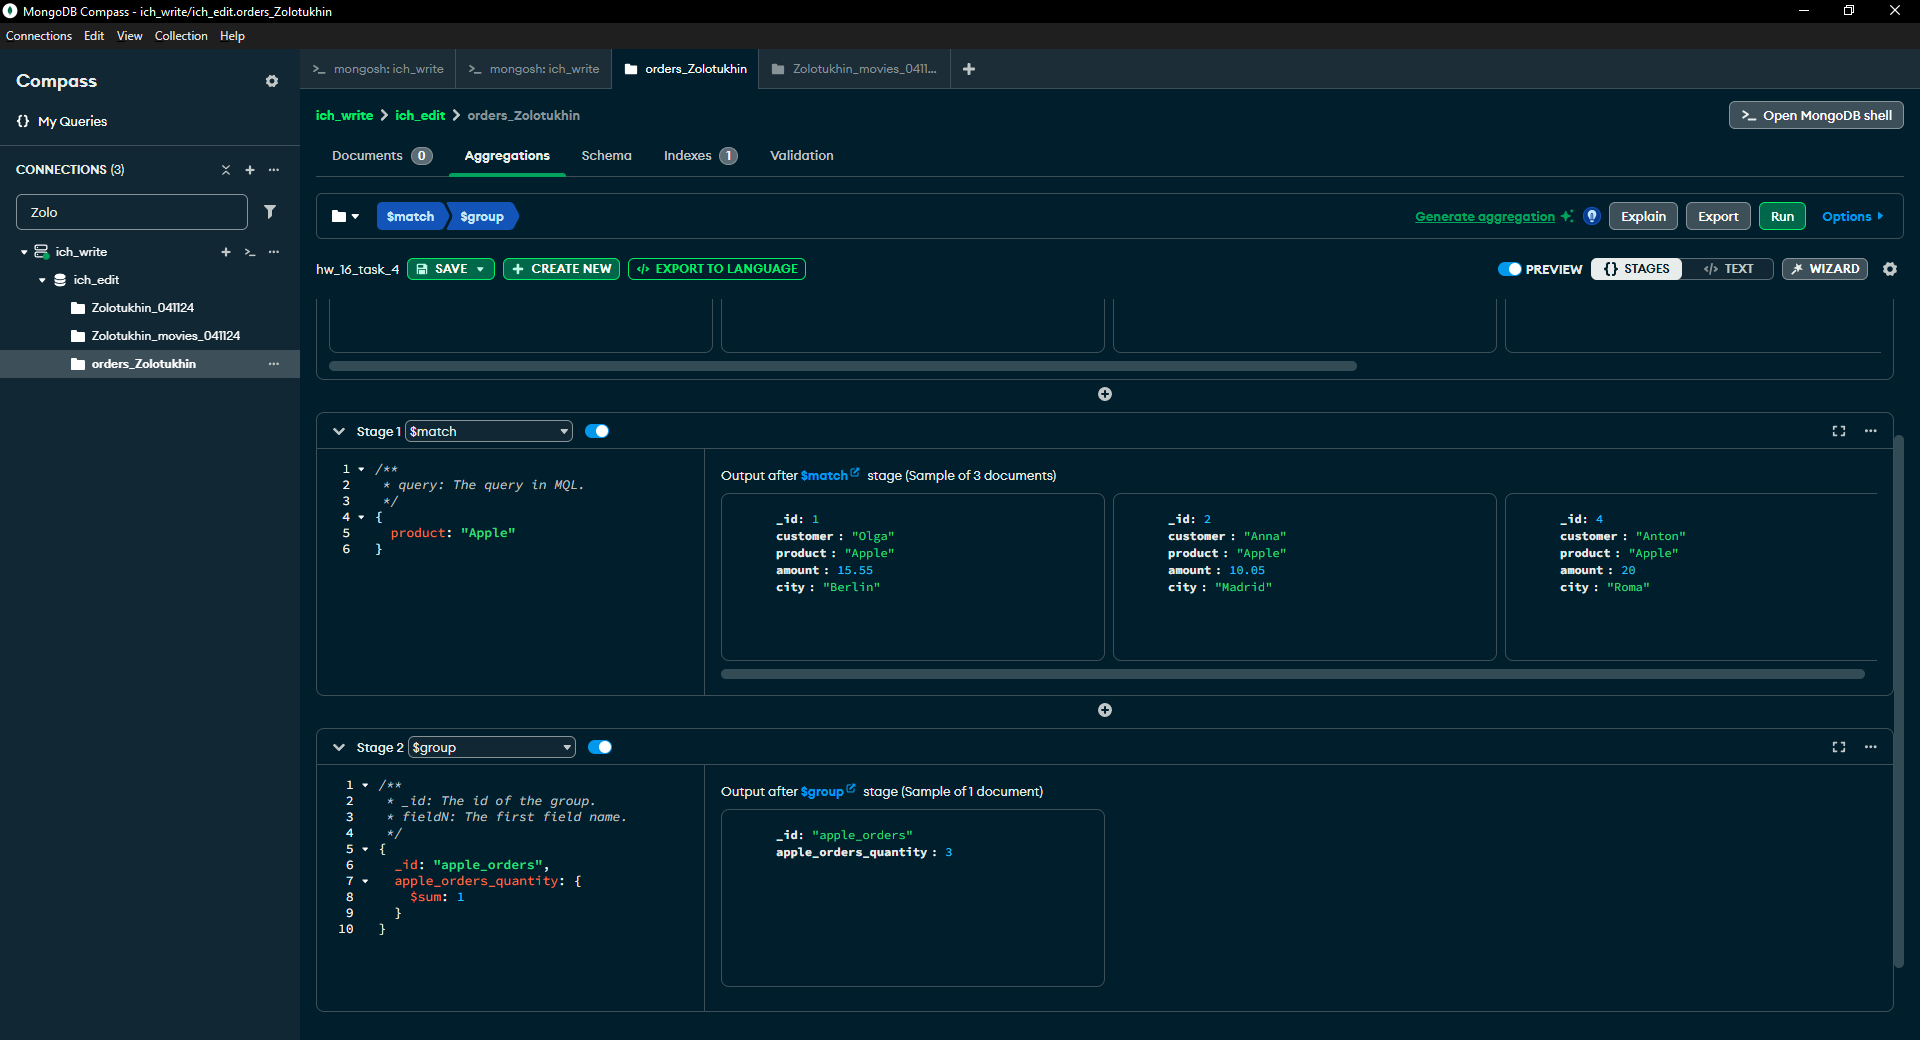 MongoDB Compass - ich_write/ich_edit.orders_Zolotukhin
Connections Edit View Collection Help
Compass
{} My Queries
CONNECTIONS (3)
Zolo
ich_write
ich_edit
Zolotukhin_041124
Zolotukhin_movies_041124
orders_Zolotukhin
mongosh: ich_write
mongosh: ich_write
orders_Zolotukhin
Zolotukhin_movies_0411...
ich_write > ich_edit > orders_Zolotukhin
>_ Open MongoDB shell
Documents 0 Aggregations Schema Indexes 1 Validation
$match $group
Generate aggregation Explain Export Run Options
hw_16_task_4 SAVE + CREATE NEW </> EXPORT TO LANGUAGE
PREVIEW {} STAGES </> TEXT WIZARD
Stage 1 $match
1 /**
2 * query: The query in MQL.
3 */
4 {
5 product: "Apple"
6 }
Output after $match stage (Sample of 3 documents)
_id: 1
customer : "Olga"
product : "Apple"
amount : 15.55
city : "Berlin"
_id: 2
customer : "Anna"
product : "Apple"
amount : 10.05
city : "Madrid"
_id: 4
customer : "Anton"
product : "Apple"
amount : 20
city : "Roma"
Stage 2 $group
1 /**
2 * _id: The id of the group.
3 * fieldN: The first field name.
4 */
5 {
6 _id: "apple_orders",
7 apple_orders_quantity: {
8 $sum: 1
9 }
10 }
Output after $group stage (Sample of 1 document)
_id: "apple_orders"
apple_orders_quantity : 3